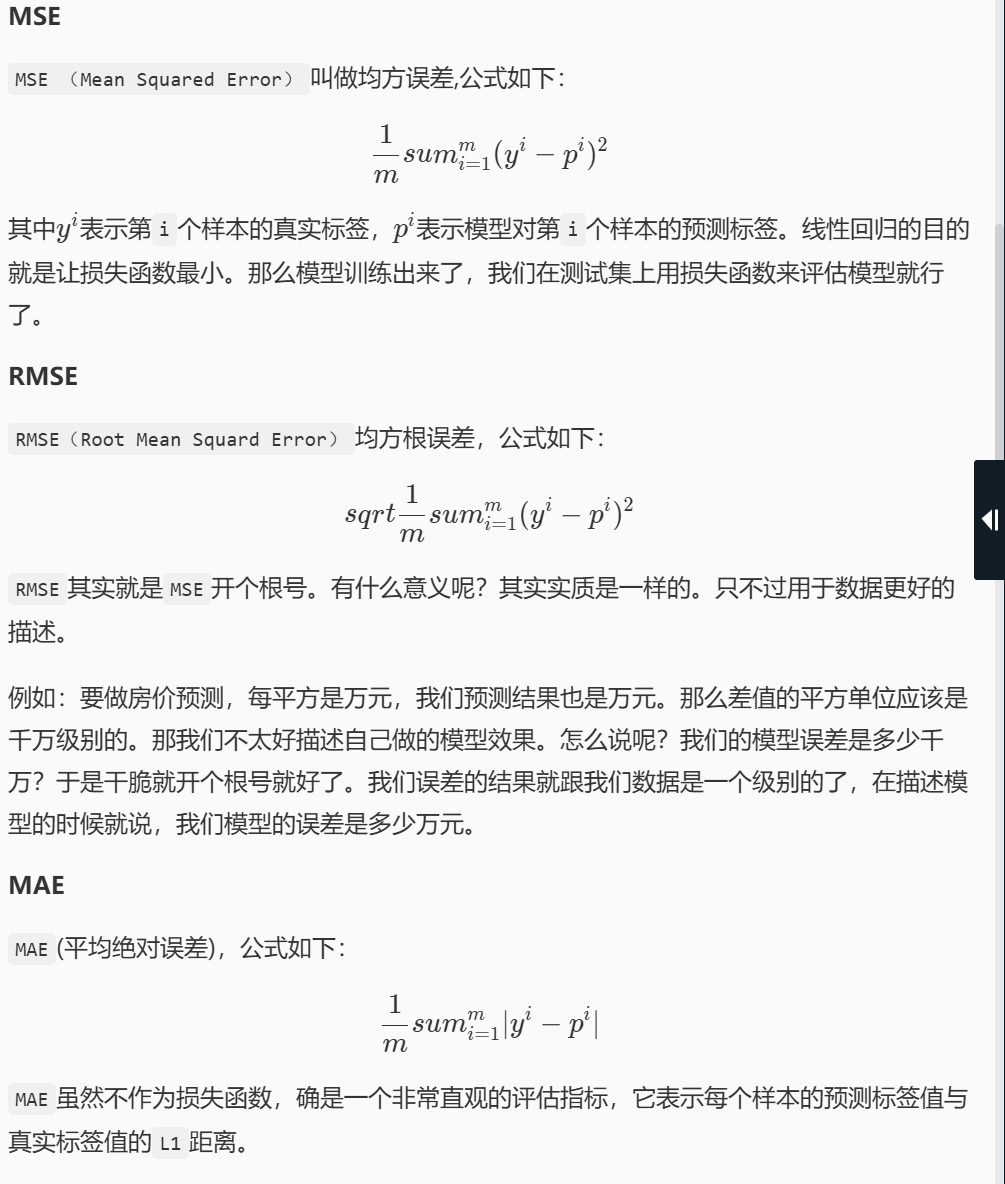 MSE
MSE （Mean Squared Error） 叫做均方误差,公式如下：
\frac{1}{m}sum_{i=1}^{m}(y^i - p^i)^2
其中y^i表示第 i 个样本的真实标签，p^i表示模型对第 i 个样本的预测标签。线性回归的目的
就是让损失函数最小。那么模型训练出来了，我们在测试集上用损失函数来评估模型就行
了。
RMSE
RMSE（Root Mean Squard Error） 均方根误差，公式如下：
sqrt\frac{1}{m}sum_{i=1}^{m}(y^i - p^i)^2
RMSE 其实就是 MSE 开个根号。有什么意义呢？其实实质是一样的。只不过用于数据更好的
描述。
例如：要做房价预测，每平方是万元，我们预测结果也是万元。那么差值的平方单位应该是
千万级别的。那我们不太好描述自己做的模型效果。怎么说呢？我们的模型误差是多少千
万？于是干脆就开个根号就好了。我们误差的结果就跟我们数据是一个级别的了，在描述模
型的时候就说，我们模型的误差是多少万元。
MAE
MAE (平均绝对误差)，公式如下：
\frac{1}{m}sum_{i=1}^{m}|y^i - p^i|
MAE 虽然不作为损失函数，确是一个非常直观的评估指标，它表示每个样本的预测标签值与
真实标签值的 L1 距离。